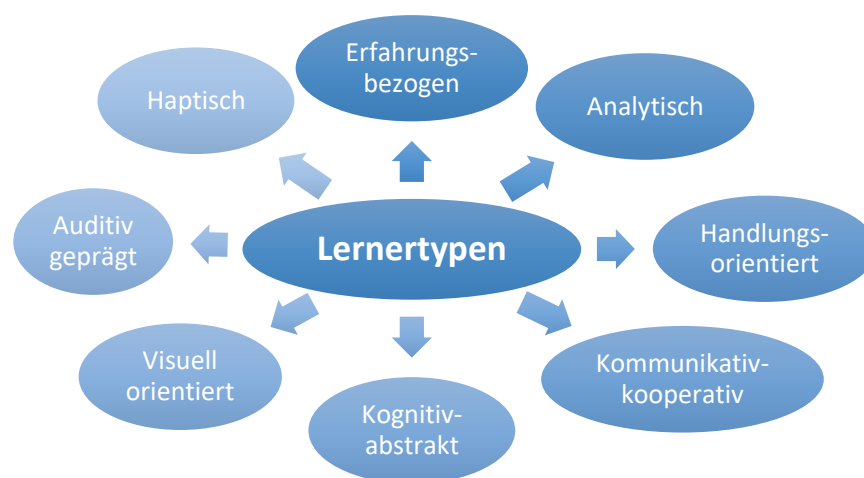 Erfahrungs-
bezogen
Haptisch
Analytisch
Auditiv
geprägt
Lernertypen
Handlungs-
orientiert
Visuell
orientiert
Kommunikativ-
kooperativ
Kognitiv-
abstrakt